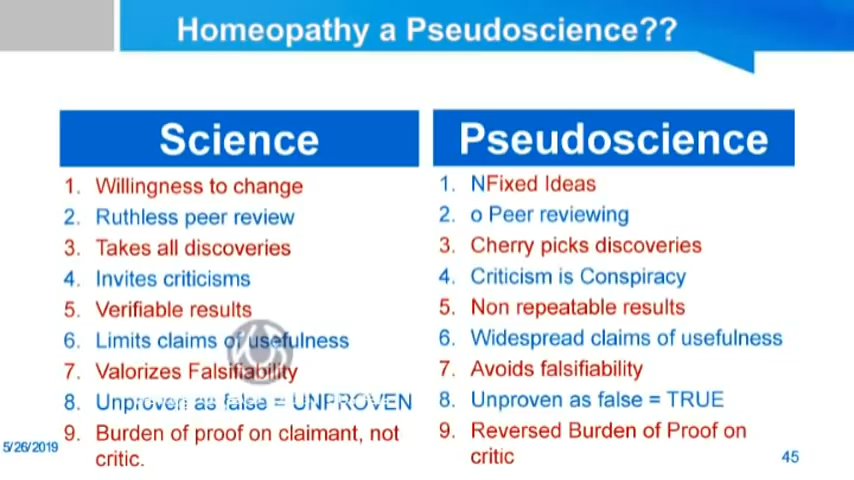 Homeopathy a Pseudoscience??
Science
1. Willingness to change
2. Ruthless peer review
3. Takes all discoveries
4. Invites criticisms
5. Verifiable results
6. Limits claims of usefulness
7. Valorizes Falsifiability
8. Unproven as false = UNPROVEN
9. Burden of proof on claimant, not
critic.
Pseudoscience
1. NFixed Ideas
2. o Peer reviewing
3. Cherry picks discoveries
4. Criticism is Conspiracy
5. Non repeatable results
6. Widespread claims of usefulness
7. Avoids falsifiability
8. Unproven as false = TRUE
9. Reversed Burden of Proof on
critic
5/26/2019
45